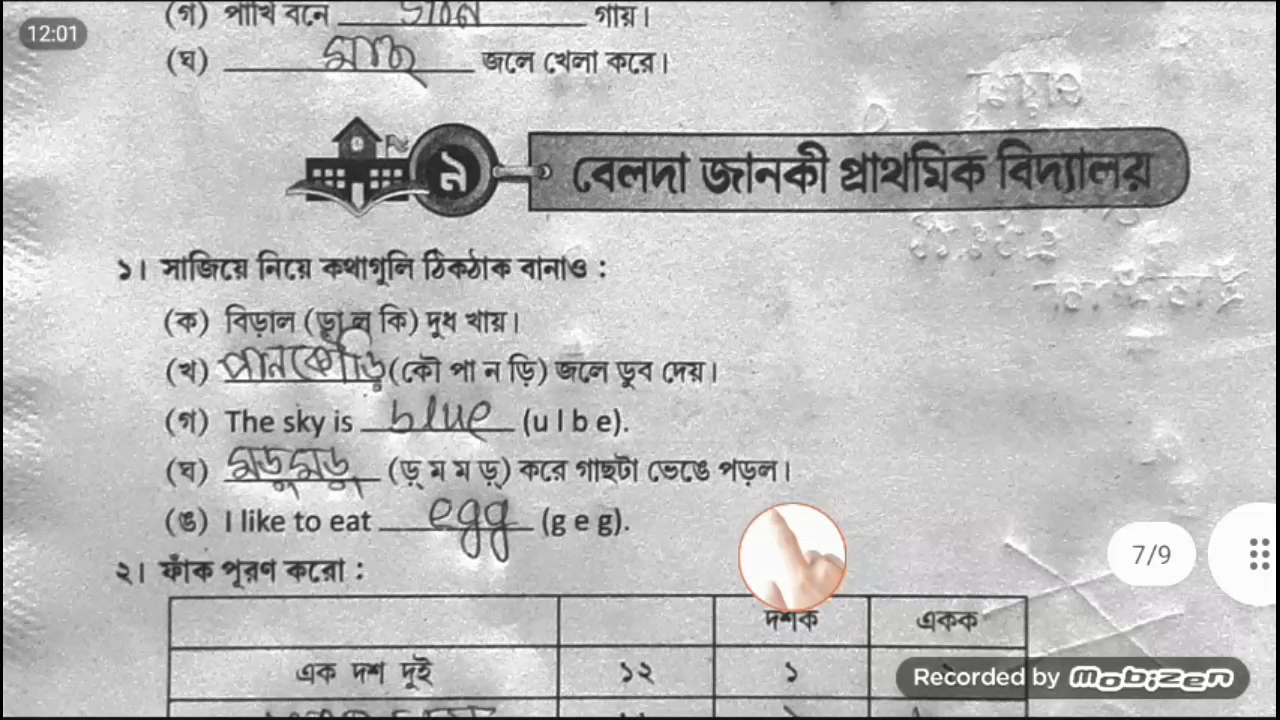 12:01
(গ) পাখি বনে গান গায়।
(ঘ) মাছ জলে খেলা করে।
৯ বেলদা জানকী প্রাথমিক বিদ্যালয়
১। সাজিয়ে নিয়ে কথাগুলি ঠিকঠাক বানাও :
(ক) বিড়াল (ড়া ল কি) দুধ খায়।
(খ) পানকৌড়ি (কৌ পা ন ড়ি) জলে ডুব দেয়।
(গ) The sky is blue (u l b e).
(ঘ) মড়্মড়্ (ড়্ ম ম ড়্) করে গাছটা ভেঙে পড়ল।
(ঙ) I like to eat egg (g e g).
7/9
২। ফাঁক পূরণ করো :
দশক একক
এক দশ দুই ১২ ১
Recorded by mobizen